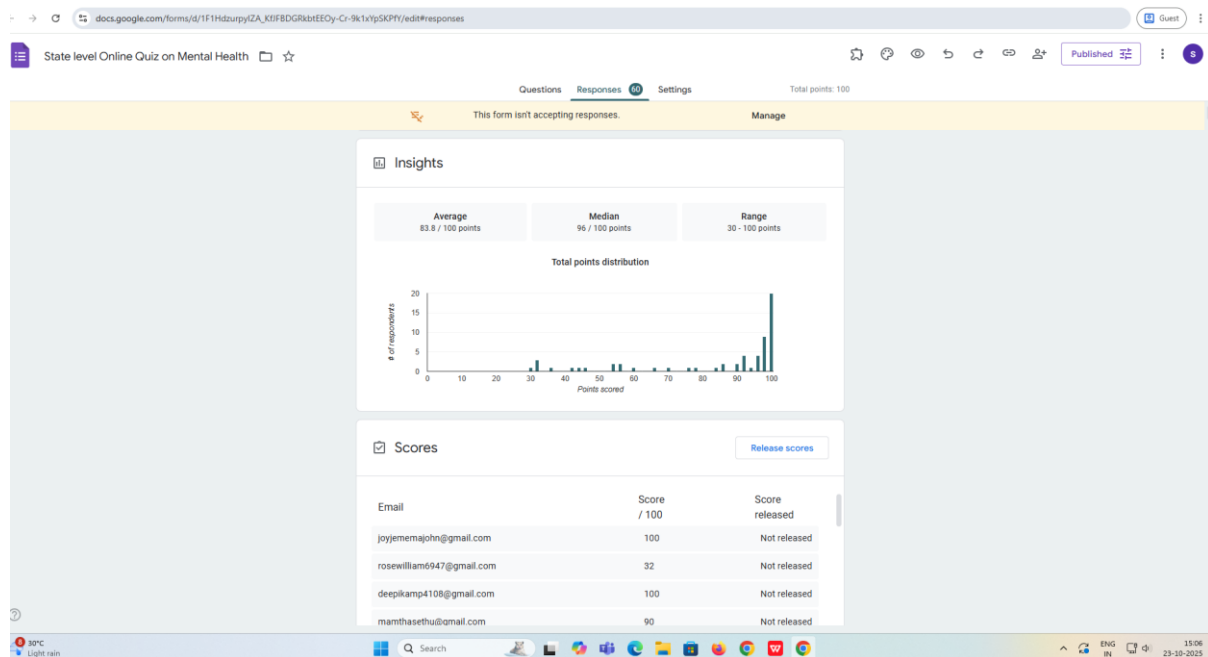 docs.google.com/forms/d/1F1HdzurpyIZA_KfJFBDGRkbtEEOy-Cr-9k1xYpSKPfY/edit#responses
Guest
State level Online Quiz on Mental Health
Published
S
Questions Responses 60 Settings Total points: 100
This form isn't accepting responses. Manage
Insights
Average Median Range
83.8 / 100 points 96 / 100 points 30 - 100 points
Total points distribution
# of respondents
20
15
10
5
0
0 10 20 30 40 50 60 70 80 90 100
Points scored
Scores Release scores
Email Score / 100 Score released
joyjememajohn@gmail.com 100 Not released
rosewilliam6947@gmail.com 32 Not released
deepikamp4108@gmail.com 100 Not released
mamthasethu@gmail.com 90 Not released
8 30°C
Light rain
Search
ENG
IN
15:06
23-10-2025